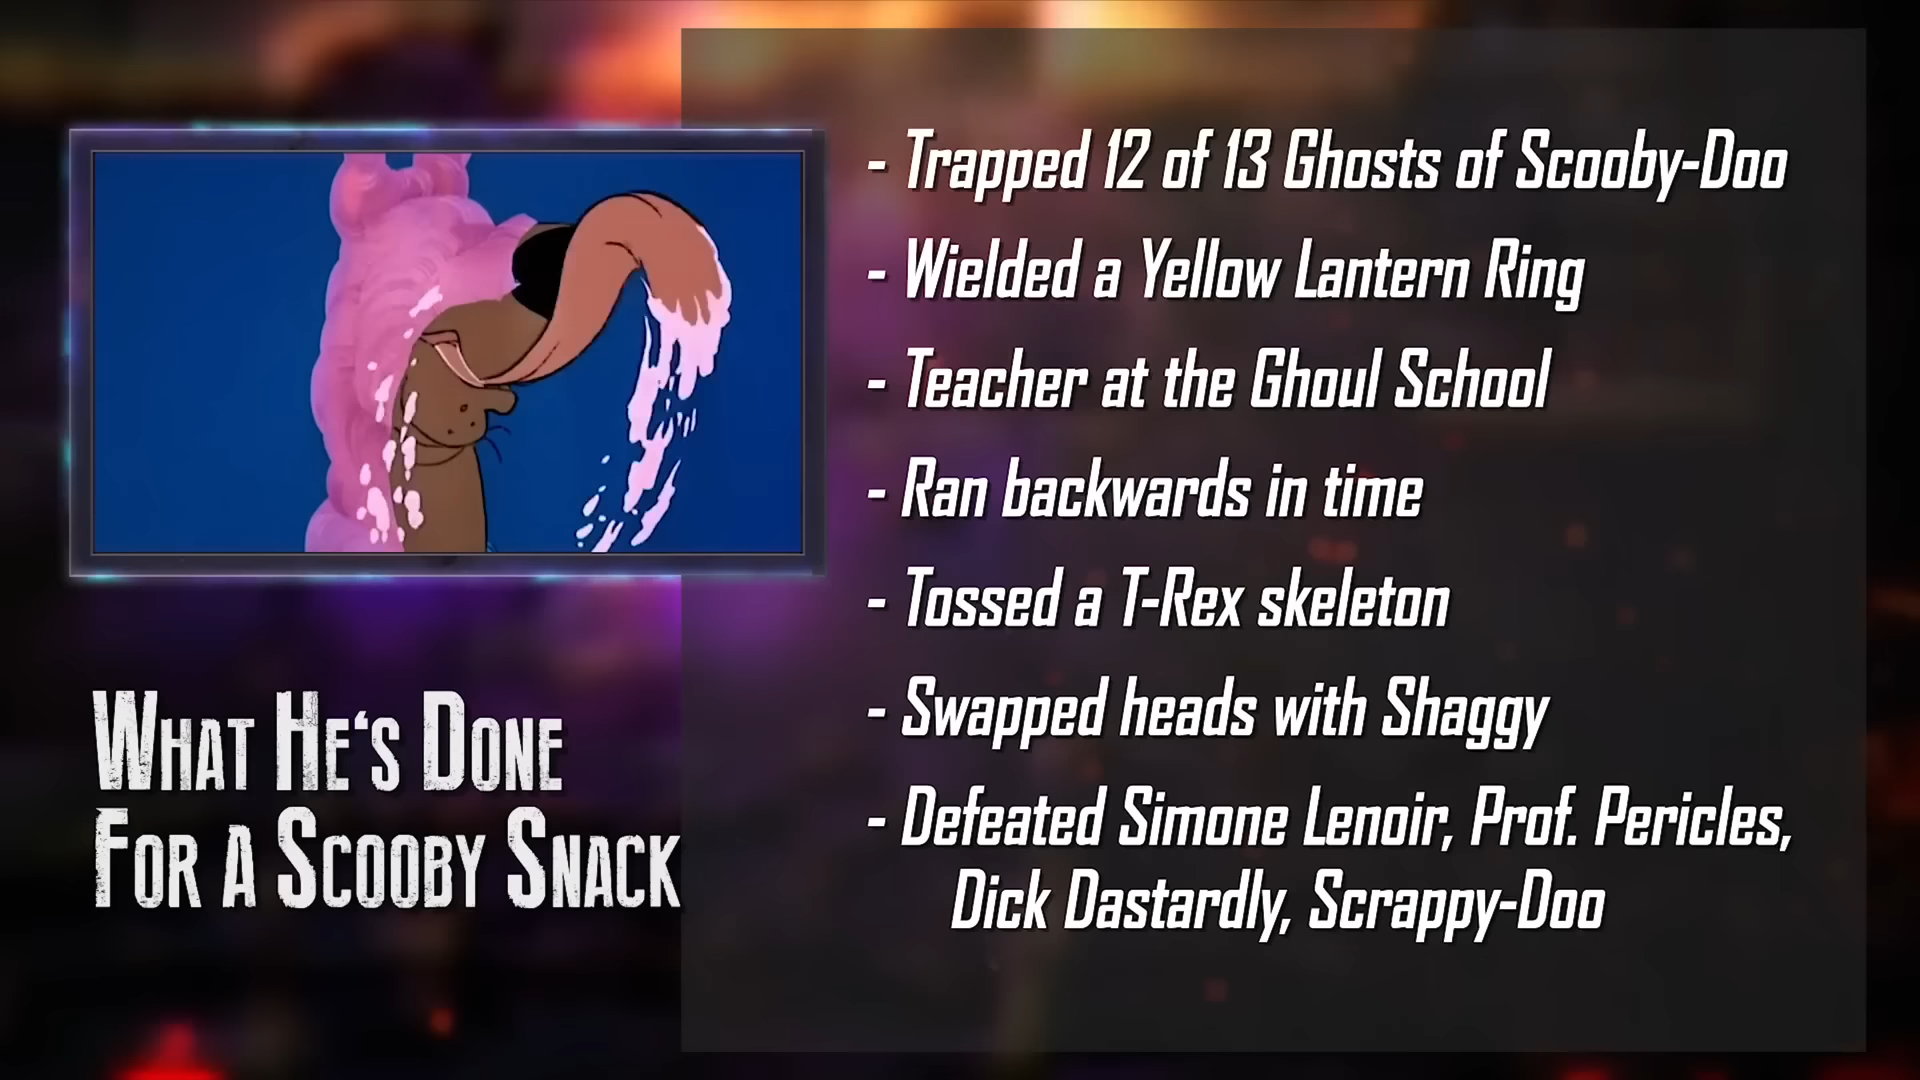 - Trapped 12 of 13 Ghosts of Scooby-Doo
- Wielded a Yellow Lantern Ring
- Teacher at the Ghoul School
- Ran backwards in time
- Tossed a T-Rex skeleton
- Swapped heads with Shaggy
- Defeated Simone Lenoir, Prof. Pericles,
Dick Dastardly, Scrappy-Doo
What He's Done
For a Scooby Snack